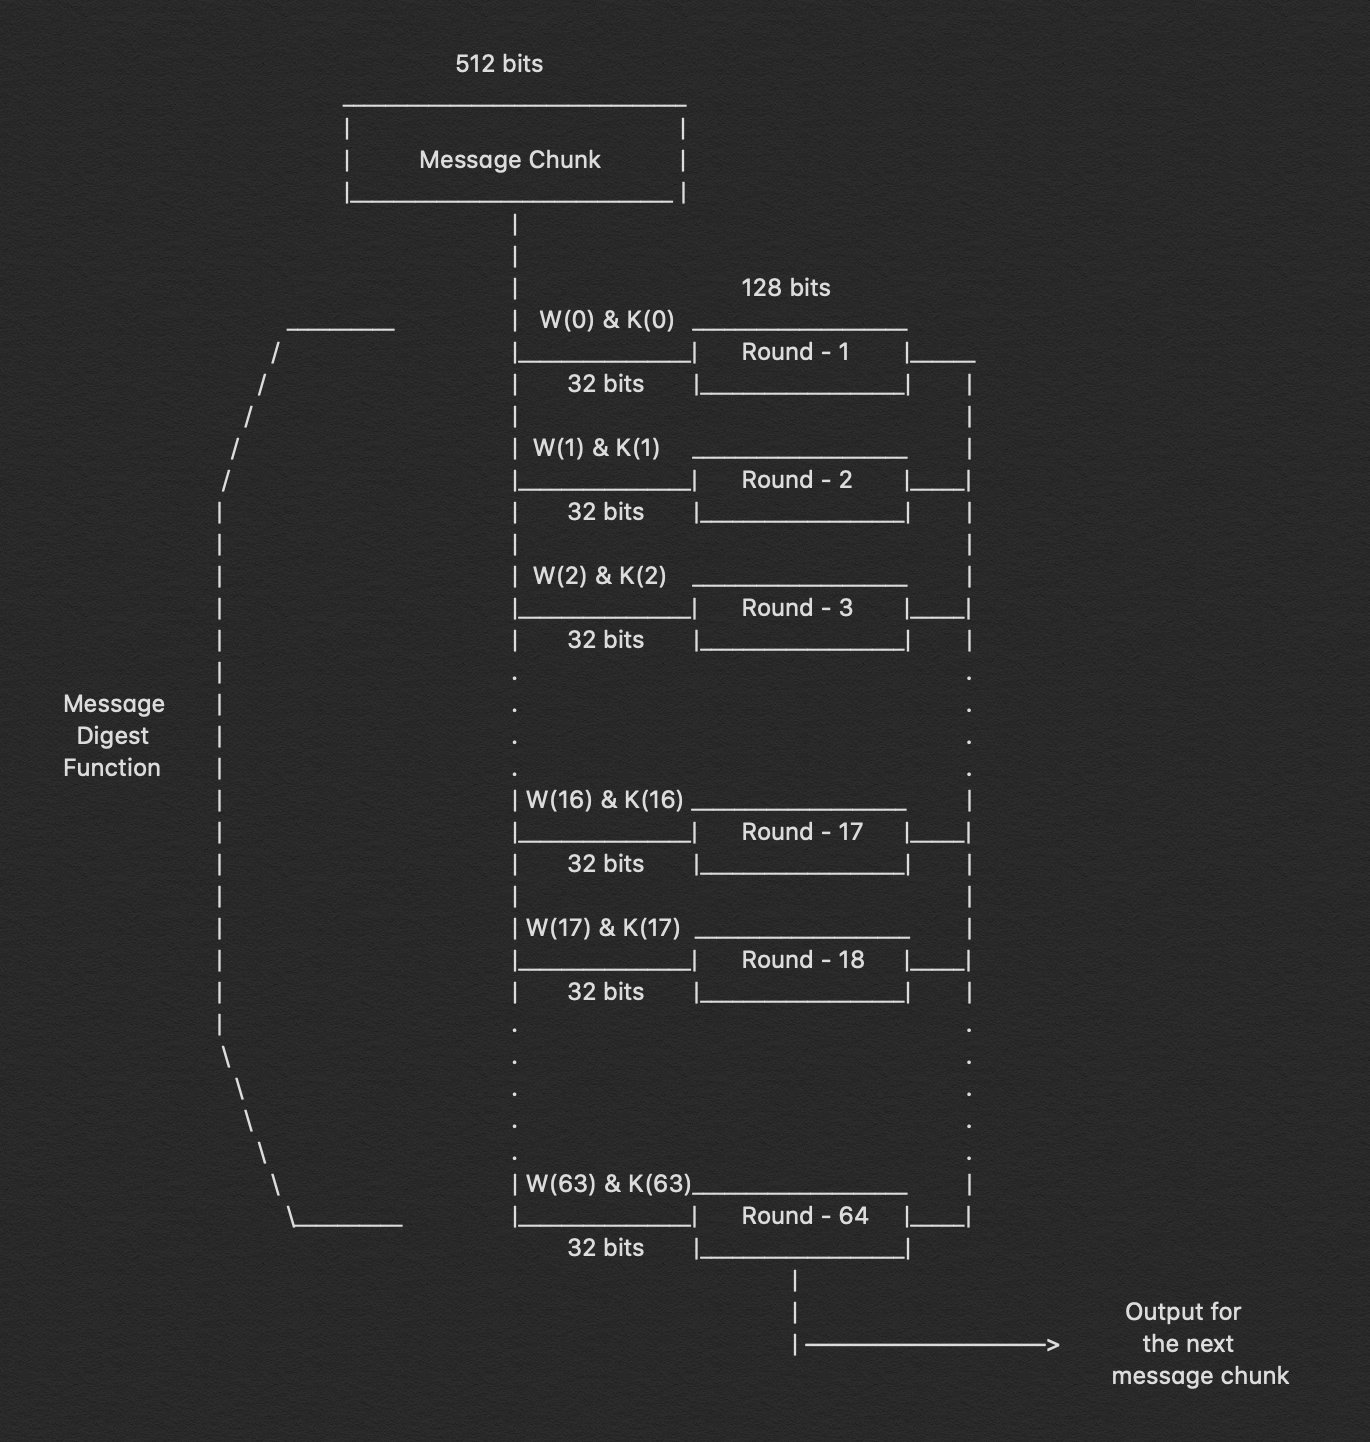 512 bits
Message Chunk
128 bits
W(0) & K(0)
Round - 1
32 bits
W(1) & K(1)
Round - 2
32 bits
W(2) & K(2)
Round - 3
32 bits
Message
Digest
Function
W(16) & K(16)
Round - 17
32 bits
W(17) & K(17)
Round - 18
32 bits
W(63) & K(63)
Round - 64
32 bits
Output for
the next
message chunk